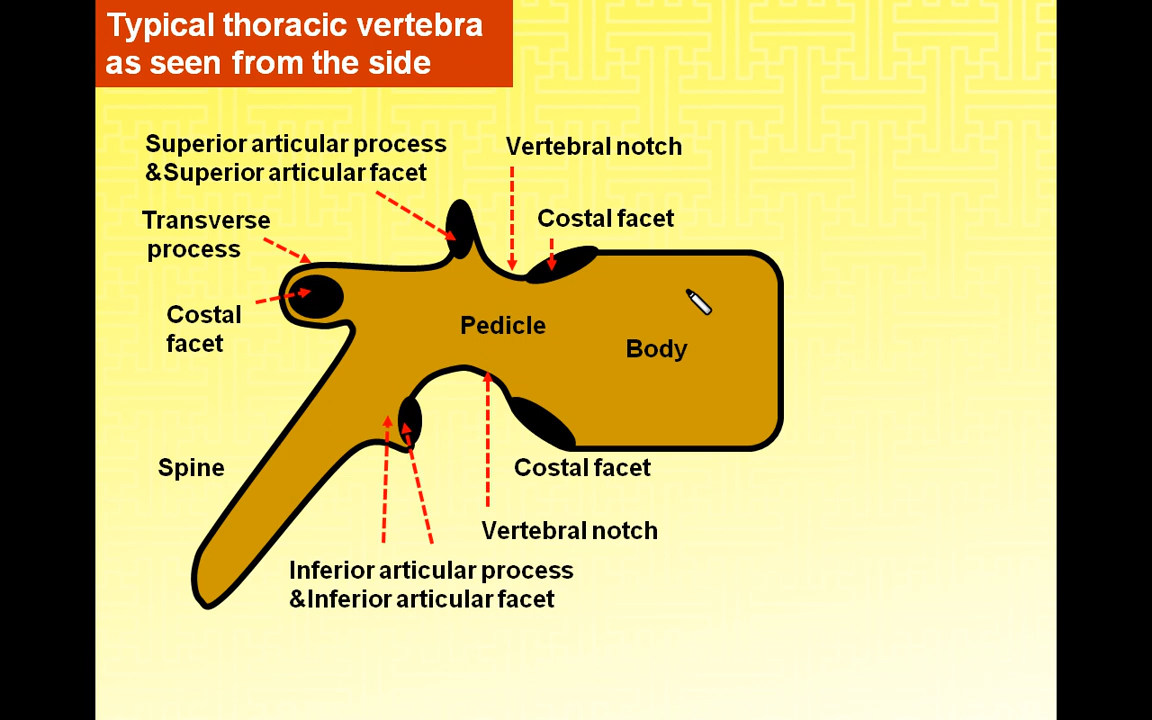 Typical thoracic vertebra
as seen from the side
Superior articular process
&Superior articular facet
Vertebral notch
Transverse
process
Costal facet
Costal
facet
Pedicle
Body
Spine
Costal facet
Vertebral notch
Inferior articular process
&Inferior articular facet